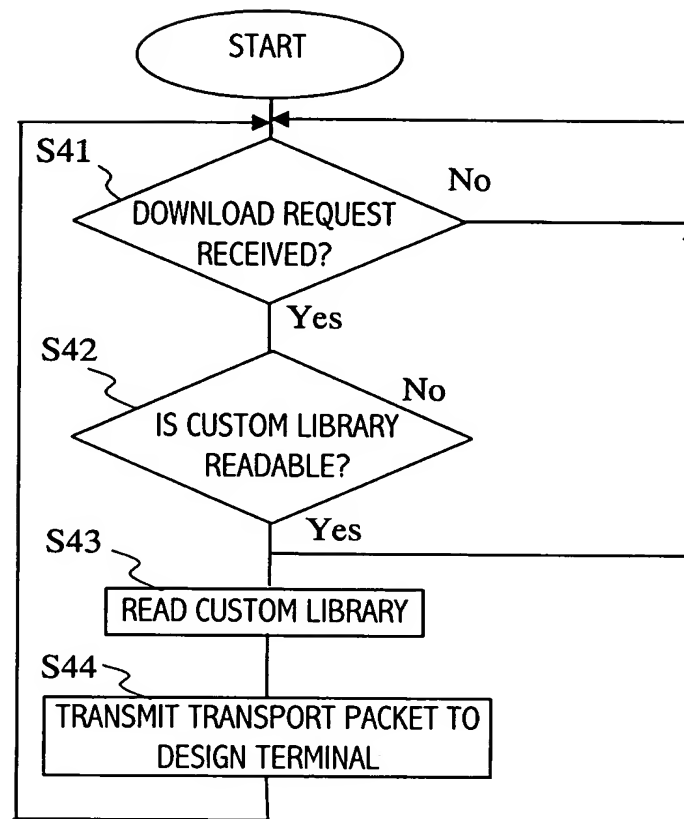 START
S41
No
DOWNLOAD REQUEST
RECEIVED?
Yes
S42
No
IS CUSTOM LIBRARY
READABLE?
Yes
S43
READ CUSTOM LIBRARY
S44
TRANSMIT TRANSPORT PACKET TO
DESIGN TERMINAL